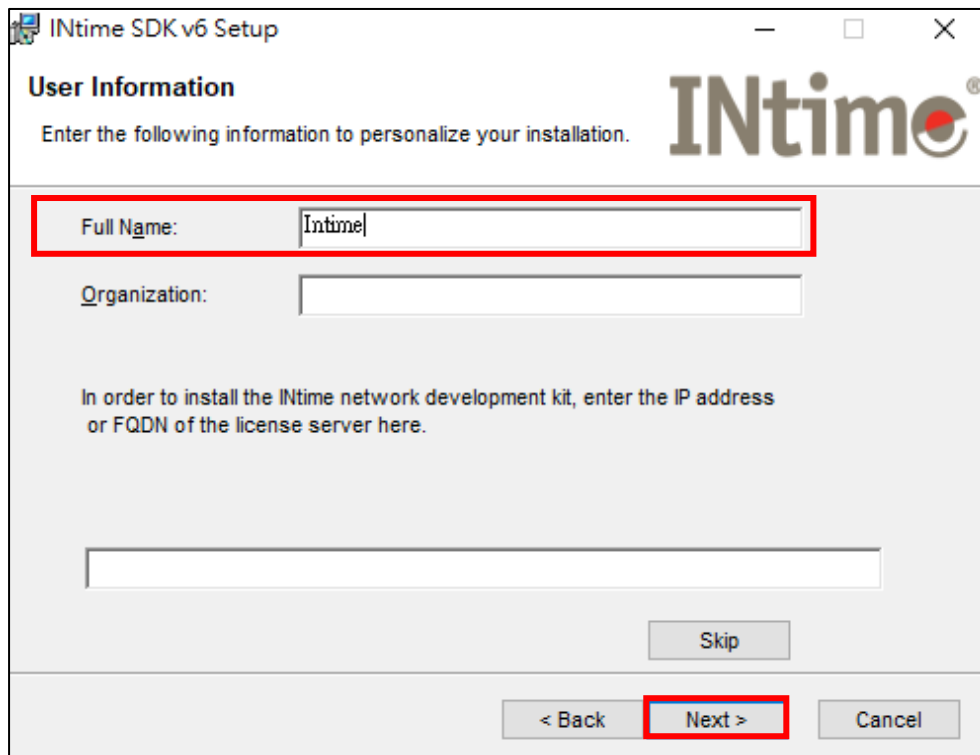 INtime SDK v6 Setup
User Information
Enter the following information to personalize your installation.
INtime®
Full Name:
Intime
Organization:
In order to install the INtime network development kit, enter the IP address
or FQDN of the license server here.
Skip
< Back
Next >
Cancel